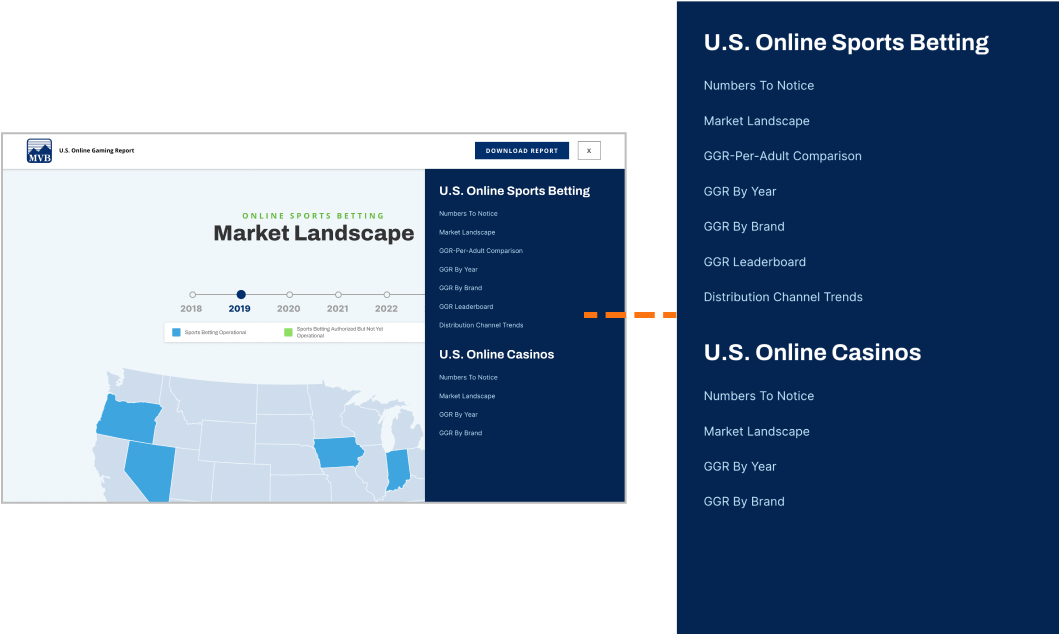 MVB
U.S. Online Gaming Report
DOWNLOAD REPORT
X
ONLINE SPORTS BETTING
Market Landscape
2018
2019
2020
2021
2022
Sports Betting Operational
Sports Betting Authorized But Not Yet
Operational
U.S. Online Sports Betting
Numbers To Notice
Market Landscape
GGR-Per-Adult Comparison
GGR By Year
GGR By Brand
GGR Leaderboard
Distribution Channel Trends
U.S. Online Casinos
Numbers To Notice
Market Landscape
GGR By Year
GGR By Brand
U.S. Online Sports Betting
Numbers To Notice
Market Landscape
GGR-Per-Adult Comparison
GGR By Year
GGR By Brand
GGR Leaderboard
Distribution Channel Trends
U.S. Online Casinos
Numbers To Notice
Market Landscape
GGR By Year
GGR By Brand